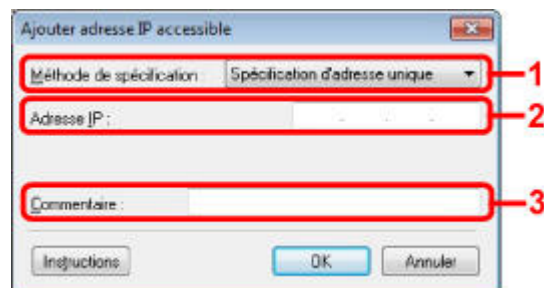 Ajouter adresse IP accessible
Méthode de spécification Spécification d'adresse unique 1
Adresse IP : . . . 2
Commentaire : 3
Instructions OK Annuler